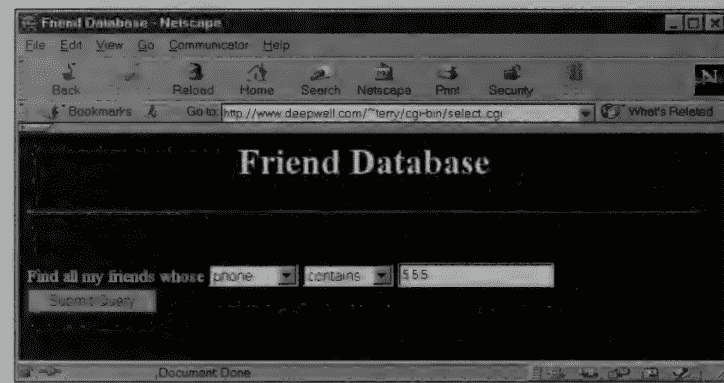 Friend Database - Netscape
File Edit View Go Communicator Help
Back Reload Home Search Netscape Print Security
Bookmarks Go to: http://www.deepwell.com/~terry/cgi-bin/select.cgi What's Related
Friend Database
Find all my friends whose phone contains 555
Submit Query
Document: Done